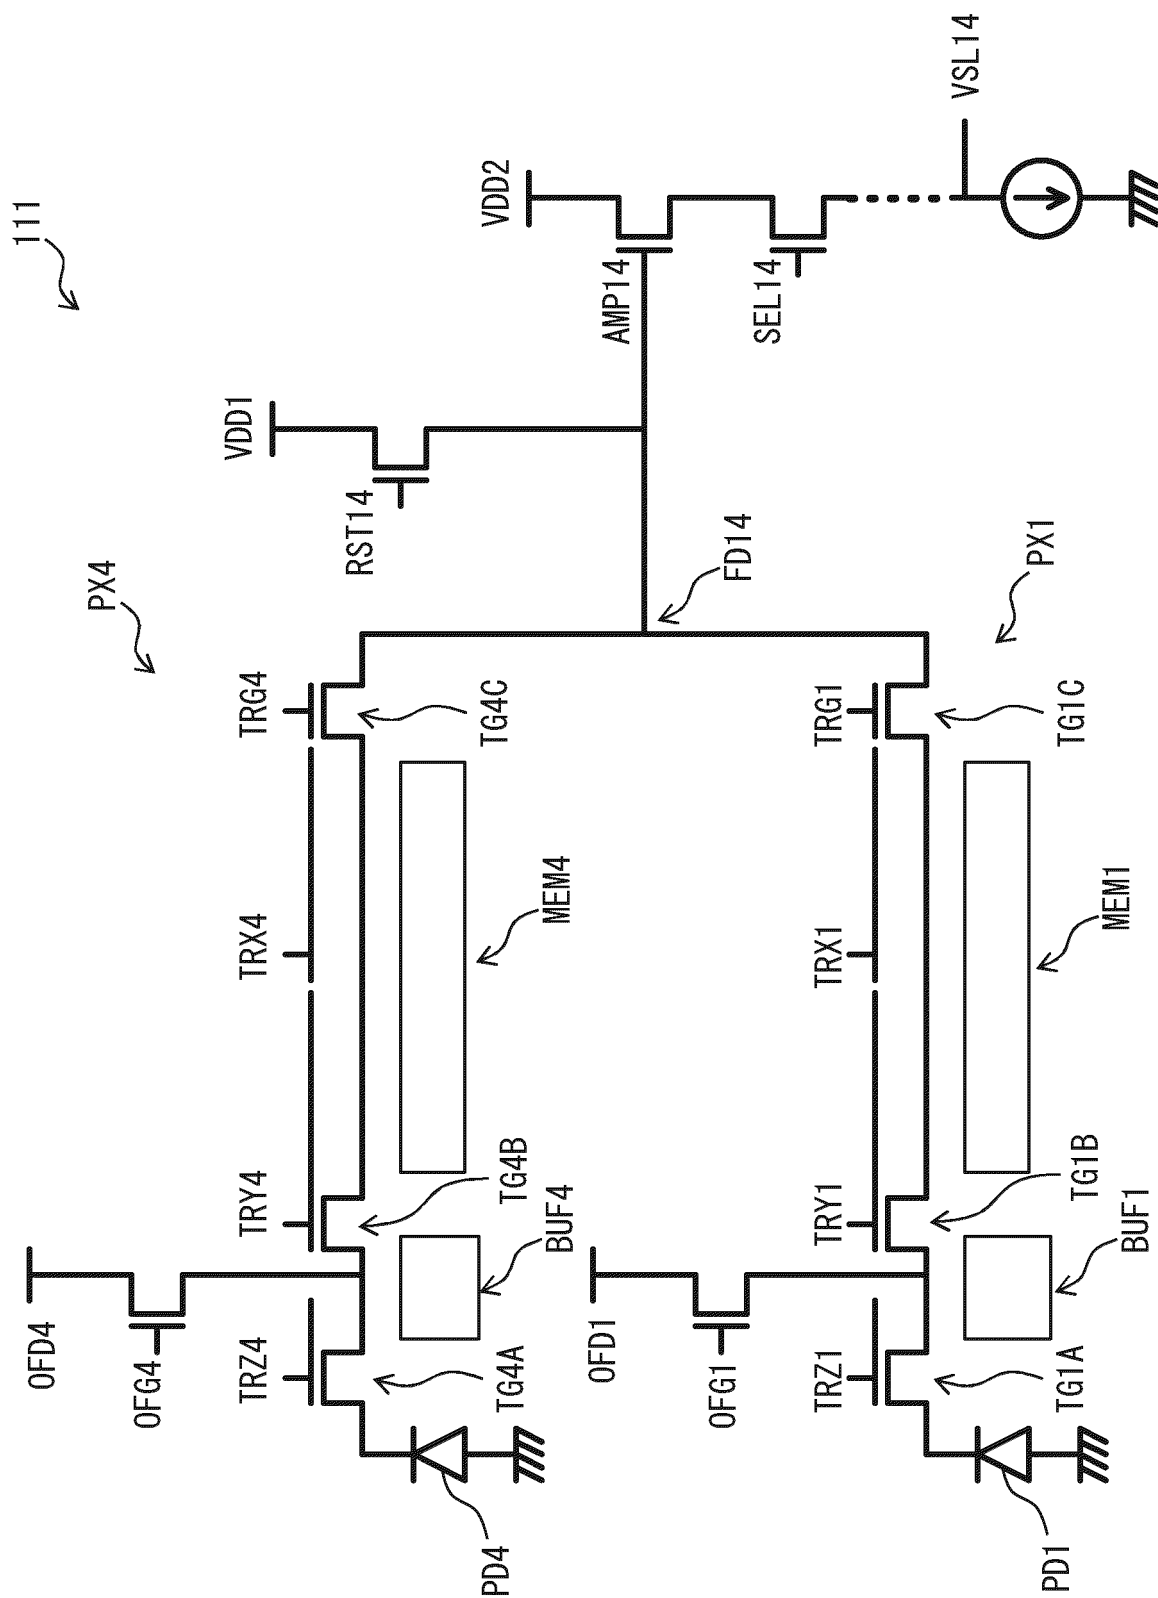 111
PX4
VDD1
VDD2
VSL14
RST14
AMP14
SEL14
FD14
PX1
OFD4
OFG4
TRZ4
TRY4
TRX4
TRG4
TG4A
TG4B
TG4C
BUF4
MEM4
PD4
OFD1
OFG1
TRZ1
TRY1
TRX1
TRG1
TG1A
TG1B
TG1C
BUF1
MEM1
PD1